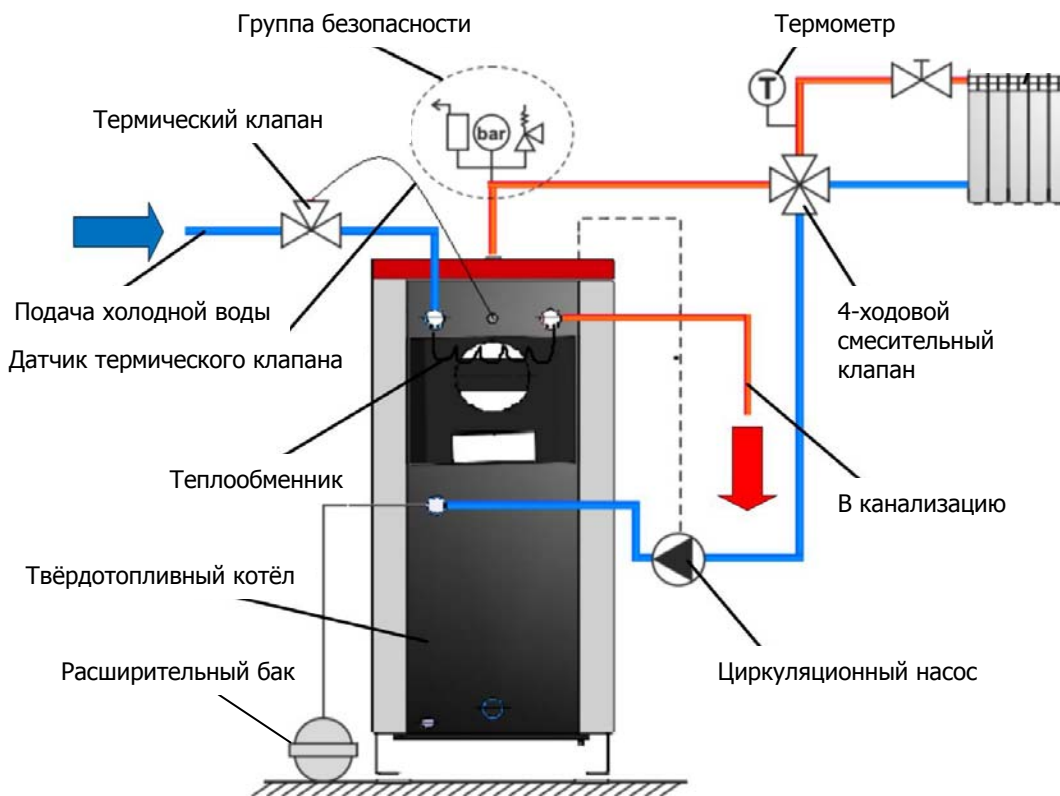 Группа безопасности
Термометр
Термический клапан
T
bar
Подача холодной воды
Датчик термического клапана
4-ходовой
смесительный
клапан
Теплообменник
В канализацию
Твёрдотопливный котёл
Расширительный бак
Циркуляционный насос